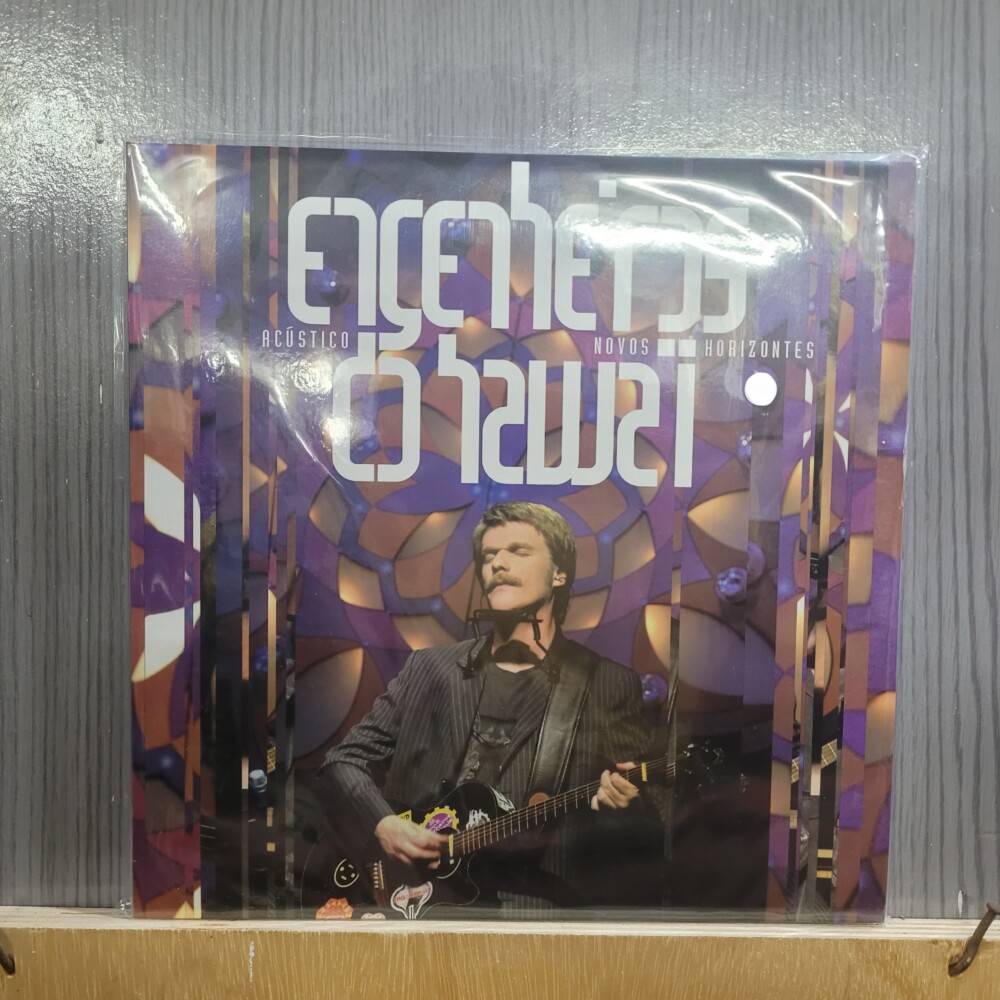 engenheiros
ACÚSTICO NOVOS HORIZONTES
do hawaii